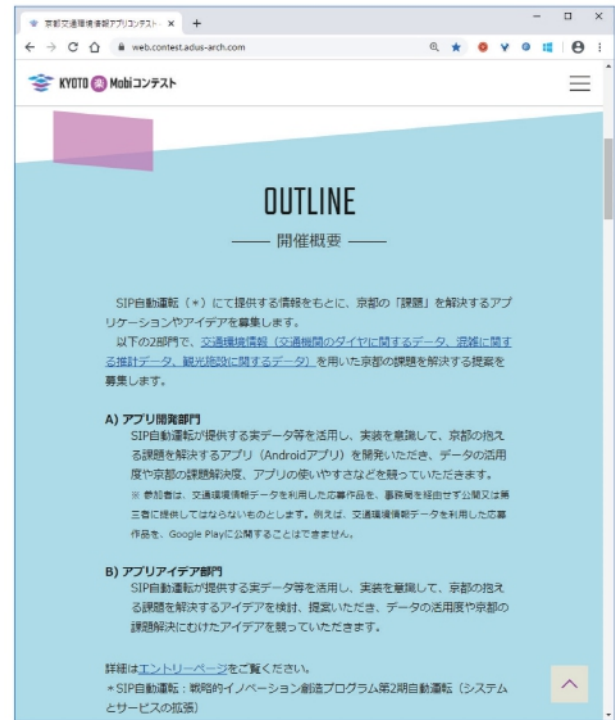 京都交通環境情報アプリコンテスト
web.contest.adus-arch.com
KYOTO 楽 Mobiコンテスト
OUTLINE
開催概要
SIP自動運転（＊）にて提供する情報をもとに、京都の「課題」を解決するアプ
リケーションやアイデアを募集します。
以下の2部門で、交通環境情報（交通機関のダイヤに関するデータ、混雑に関す
る推計データ、観光施設に関するデータ）を用いた京都の課題を解決する提案を
募集します。
A) アプリ開発部門
SIP自動運転が提供する実データ等を活用し、実装を意識して、京都の抱え
る課題を解決するアプリ（Androidアプリ）を開発いただき、データの活用
度や京都の課題解決度、アプリの使いやすさなどを競っていただきます。
※ 参加者は、交通環境情報データを利用した応募作品を、事務局を経由せず公開又は第
三者に提供してはならないものとします。例えば、交通環境情報データを利用した応募
作品を、Google Playに公開することはできません。
B) アプリアイデア部門
SIP自動運転が提供する実データ等を活用し、実装を意識して、京都の抱え
る課題を解決するアイデアを検討、提案いただき、データの活用度や京都の
課題解決にむけたアイデアを競っていただきます。
詳細はエントリーページをご覧ください。
＊SIP自動運転：戦略的イノベーション創造プログラム第2期自動運転（システム
とサービスの拡張）